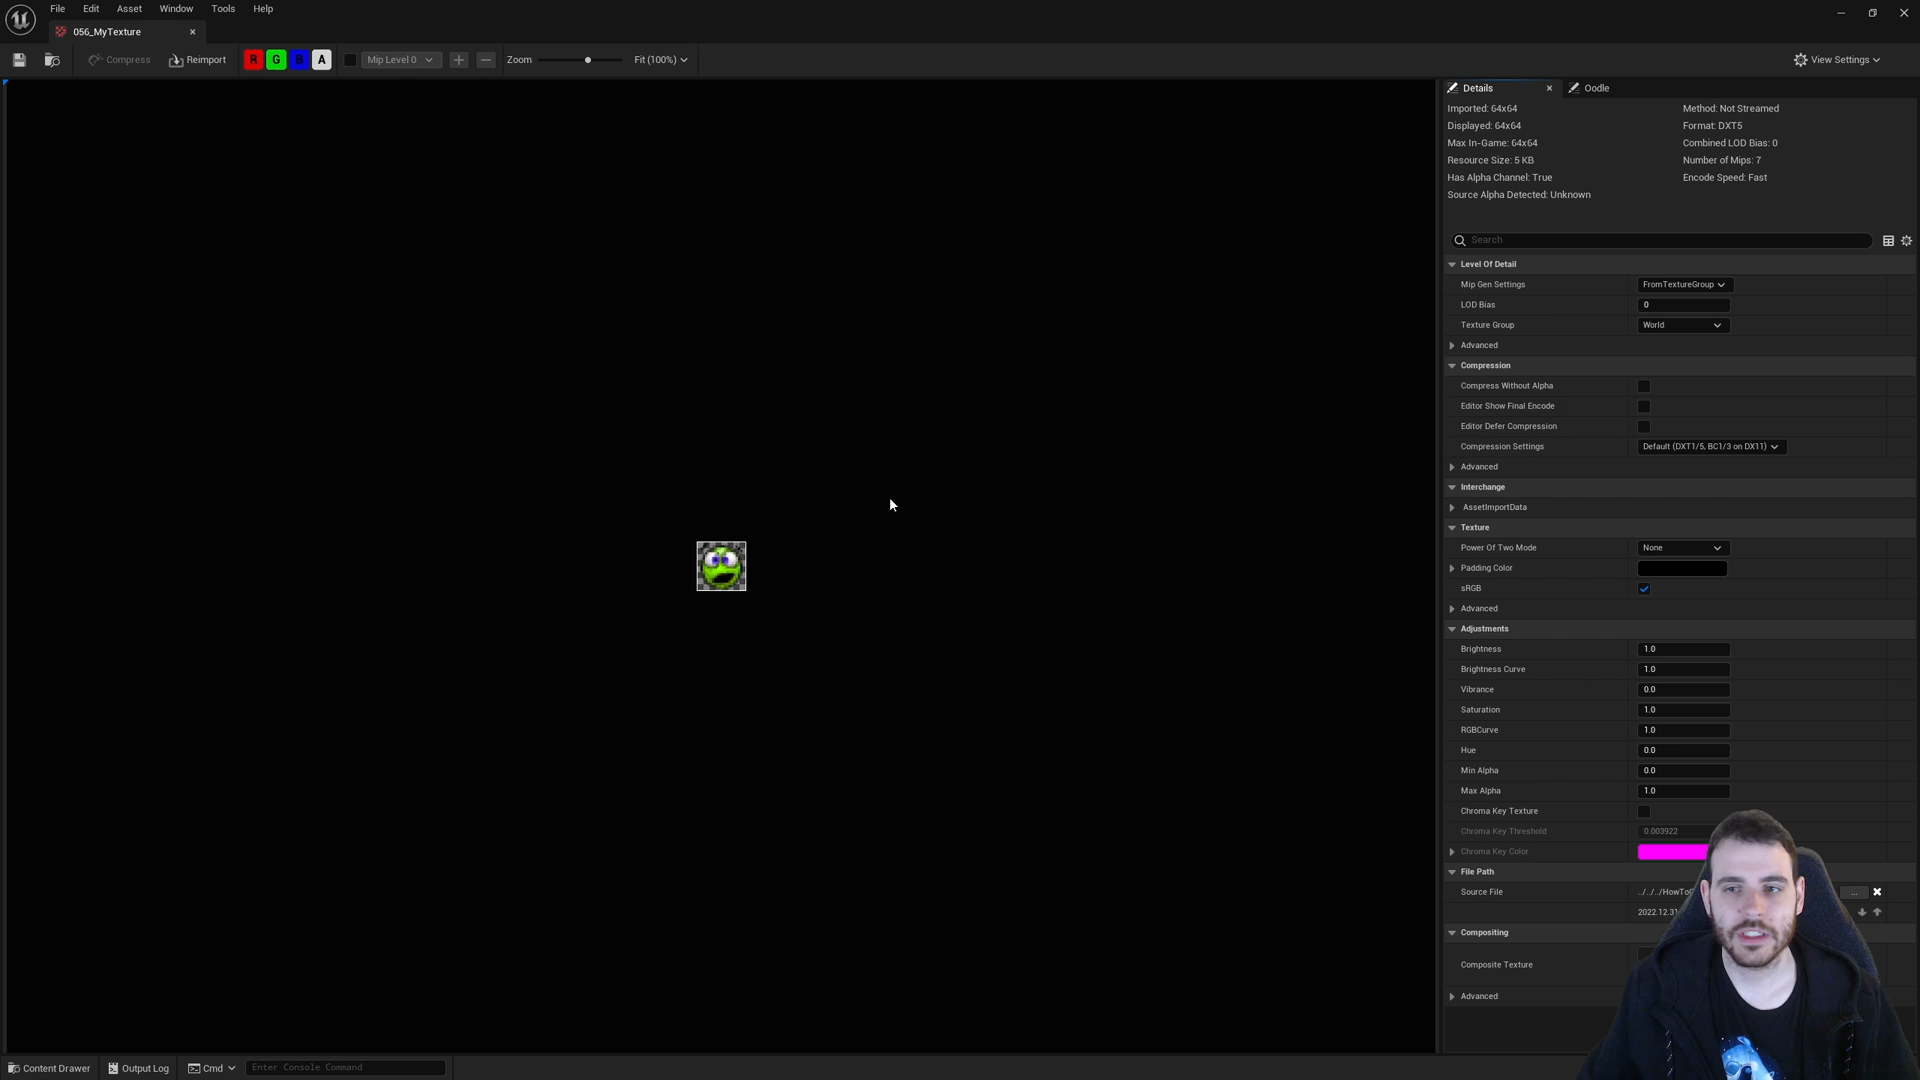 File Edit Asset Window Tools Help
056_MyTexture
Compress Reimport R G B A Mip Level 0 Zoom Fit (100%) View Settings
Details Oodle
Imported: 64x64 Method: Not Streamed
Displayed: 64x64 Format: DXT5
Max In-Game: 64x64 Combined LOD Bias: 0
Resource Size: 5 KB Number of Mips: 7
Has Alpha Channel: True Encode Speed: Fast
Source Alpha Detected: Unknown
Search
Level Of Detail
Mip Gen Settings FromTextureGroup
LOD Bias 0
Texture Group World
Advanced
Compression
Compress Without Alpha
Editor Show Final Encode
Editor Defer Compression
Compression Settings Default (DXT1/5, BC1/3 on DX11)
Advanced
Interchange
AssetImportData
Texture
Power Of Two Mode None
Padding Color
sRGB
Advanced
Adjustments
Brightness 1.0
Brightness Curve 1.0
Vibrance 0.0
Saturation 1.0
RGBCurve 1.0
Hue 0.0
Min Alpha 0.0
Max Alpha 1.0
Chroma Key Texture
Chroma Key Threshold 0.003922
Chroma Key Color
File Path
Source File ../../../HowTo ...
2022.12.31
Compositing
Composite Texture
Advanced
Content Drawer Output Log Cmd Enter Console Command